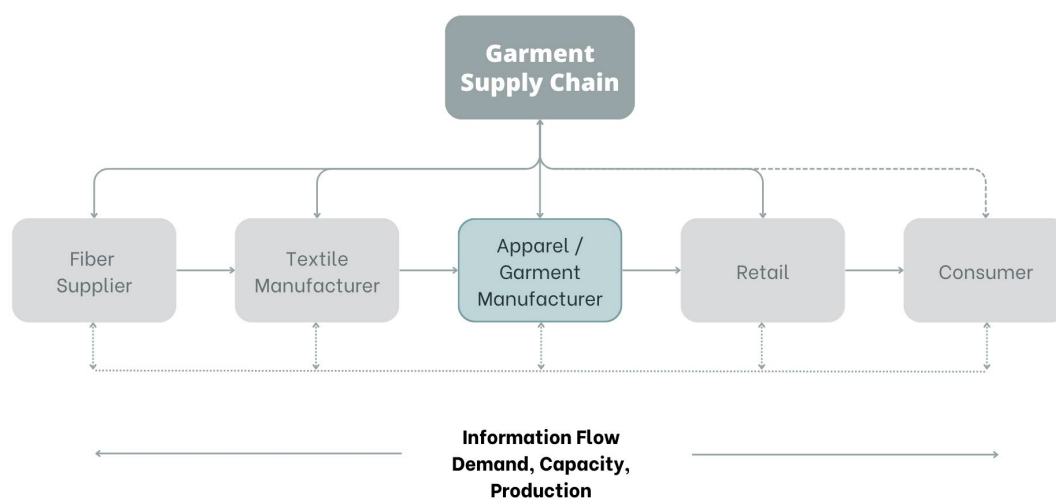 Garment
Supply Chain
Fiber
Supplier
Textile
Manufacturer
Apparel /
Garment
Manufacturer
Retail
Consumer
Information Flow
Demand, Capacity,
Production